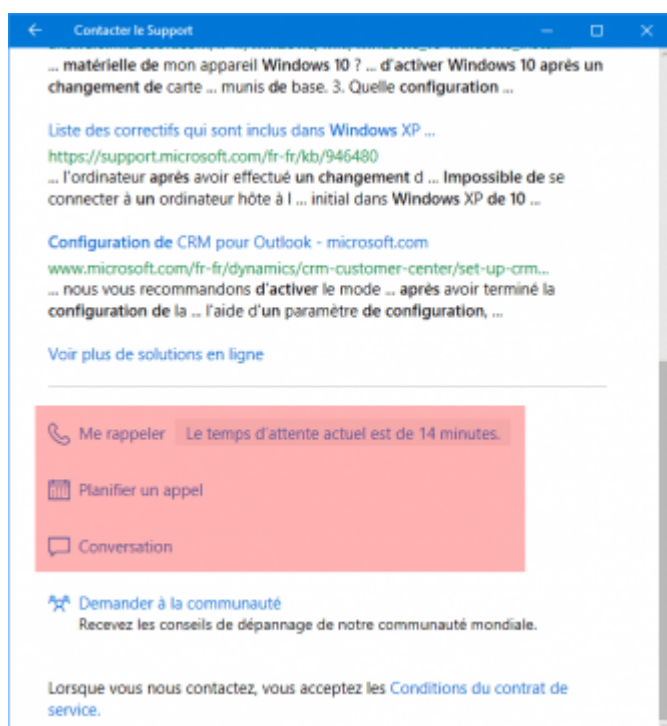 Contacter le Support
... matérielle de mon appareil Windows 10 ? ... d'activer Windows 10 après un
changement de carte ... munis de base. 3. Quelle configuration ...
Liste des correctifs qui sont inclus dans Windows XP ...
https://support.microsoft.com/fr-fr/kb/946480
... l'ordinateur après avoir effectué un changement d ... Impossible de se
connecter à un ordinateur hôte à l ... initial dans Windows XP de 10 ...
Configuration de CRM pour Outlook - microsoft.com
www.microsoft.com/fr-fr/dynamics/crm-customer-center/set-up-crm...
... nous vous recommandons d'activer le mode ... après avoir terminé la
configuration de la ... l'aide d'un paramètre de configuration, ...
Voir plus de solutions en ligne
Me rappeler Le temps d'attente actuel est de 14 minutes.
Planifier un appel
Conversation
Demander à la communauté
Recevez les conseils de dépannage de notre communauté mondiale.
Lorsque vous nous contactez, vous acceptez les Conditions du contrat de
service.